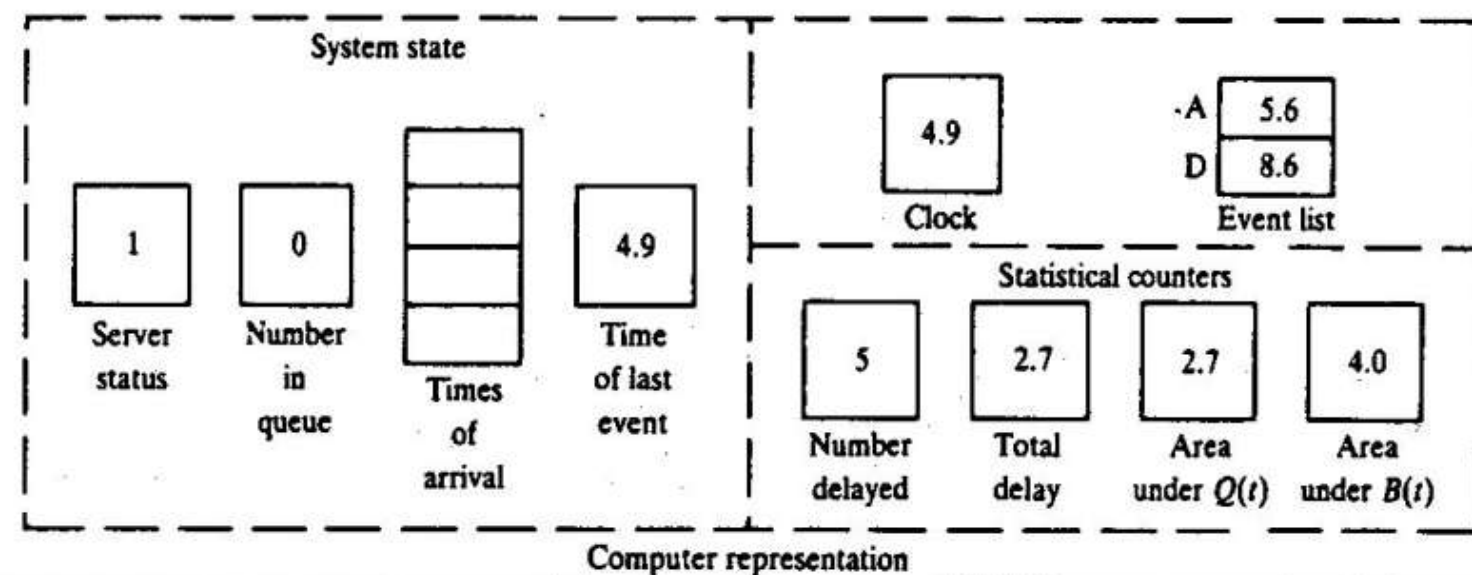 System state
1
Server
status
0
Number
in
queue
Times
of
arrival
4.9
Time
of last
event
4.9
Clock
A 5.6
D 8.6
Event list
Statistical counters
5
Number
delayed
2.7
Total
delay
2.7
Area
under Q(t)
4.0
Area
under B(t)
Computer representation